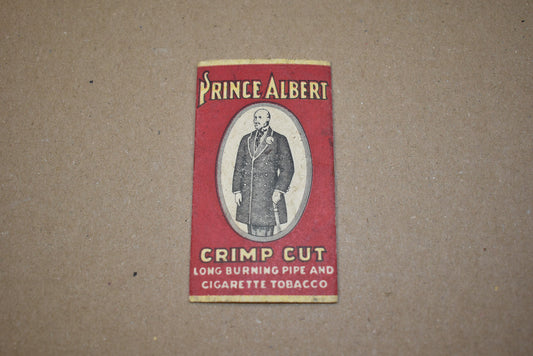 PRINCE ALBERT
CRIMP CUT
LONG BURNING PIPE AND
CIGARETTE TOBACCO